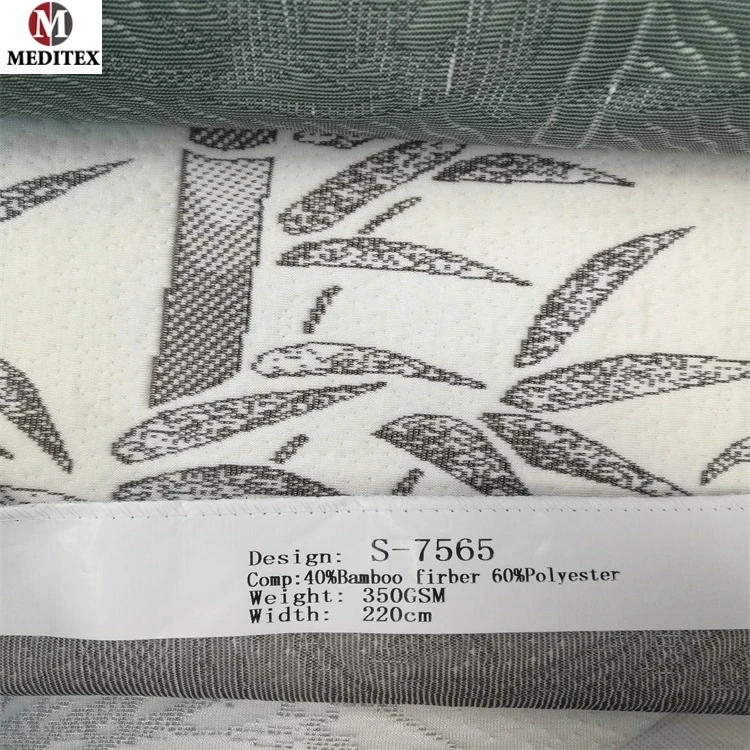 M
MEDITEX
Design: S-7565
Comp:40%Bamboo firber 60%Polyester
Weight: 350GSM
Width: 220cm